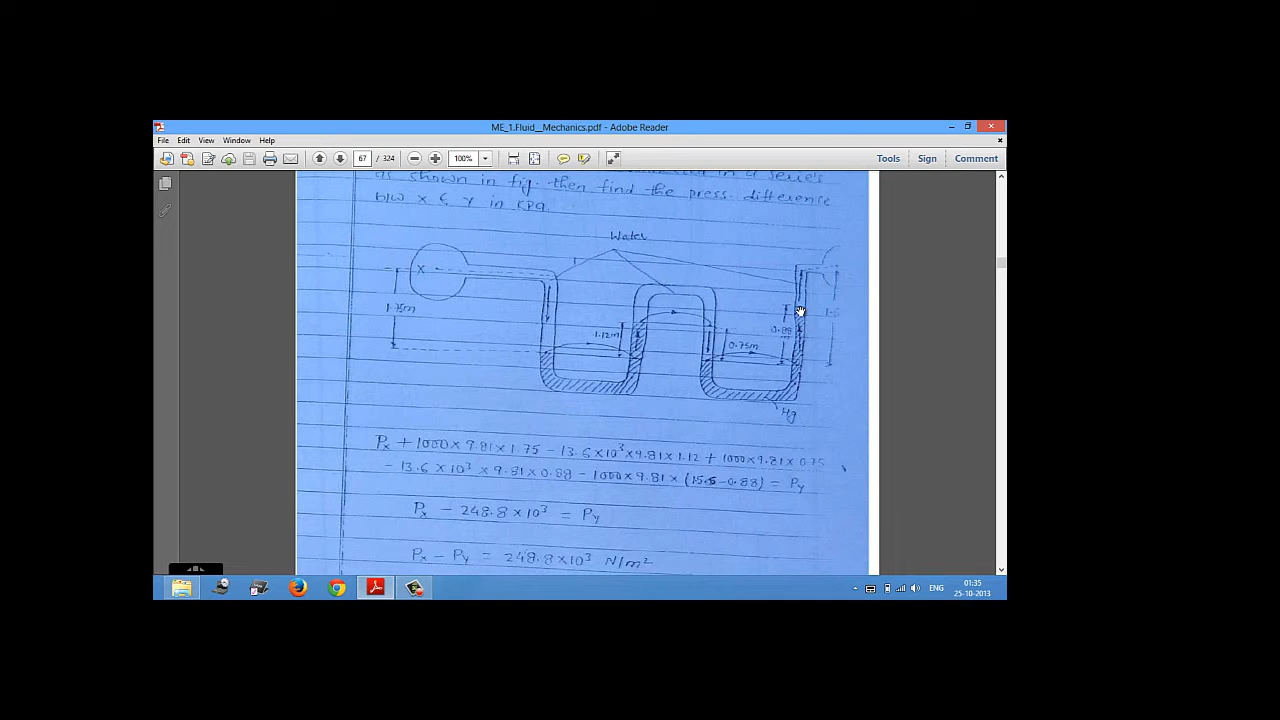 ME_1.Fluid__Mechanics.pdf - Adobe Reader
File Edit View Window Help
67 / 324 100% Tools Sign Comment
in a series
as shown in fig. then find the press. difference
b/w x & y in kpa
Water
X
1.75m
1.12m
0.75m
0.88
Hg
Px + 1000 × 9.81 × 1.75 - 13.6 × 10³ × 9.81 × 1.12 + 1000 × 9.81 × 0.75
- 13.6 × 10³ × 9.81 × 0.88 - 1000 × 9.81 × ( - 0.88) = Py
Px - 248.8 × 10³ = Py
Px - Py = 248.8 × 10³ N/m²
ENG 01:35
25-10-2013